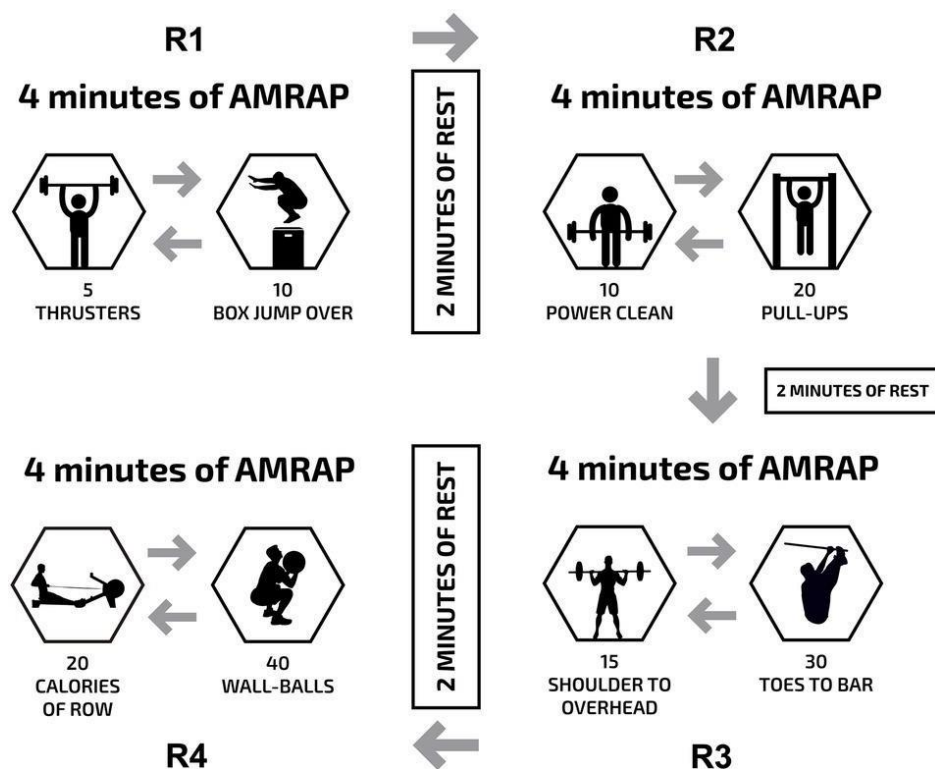 R1
4 minutes of AMRAP
5
THRUSTERS
10
BOX JUMP OVER
2 MINUTES OF REST
R2
4 minutes of AMRAP
10
POWER CLEAN
20
PULL-UPS
2 MINUTES OF REST
4 minutes of AMRAP
15
SHOULDER TO
OVERHEAD
30
TOES TO BAR
R3
2 MINUTES OF REST
4 minutes of AMRAP
20
CALORIES
OF ROW
40
WALL-BALLS
R4